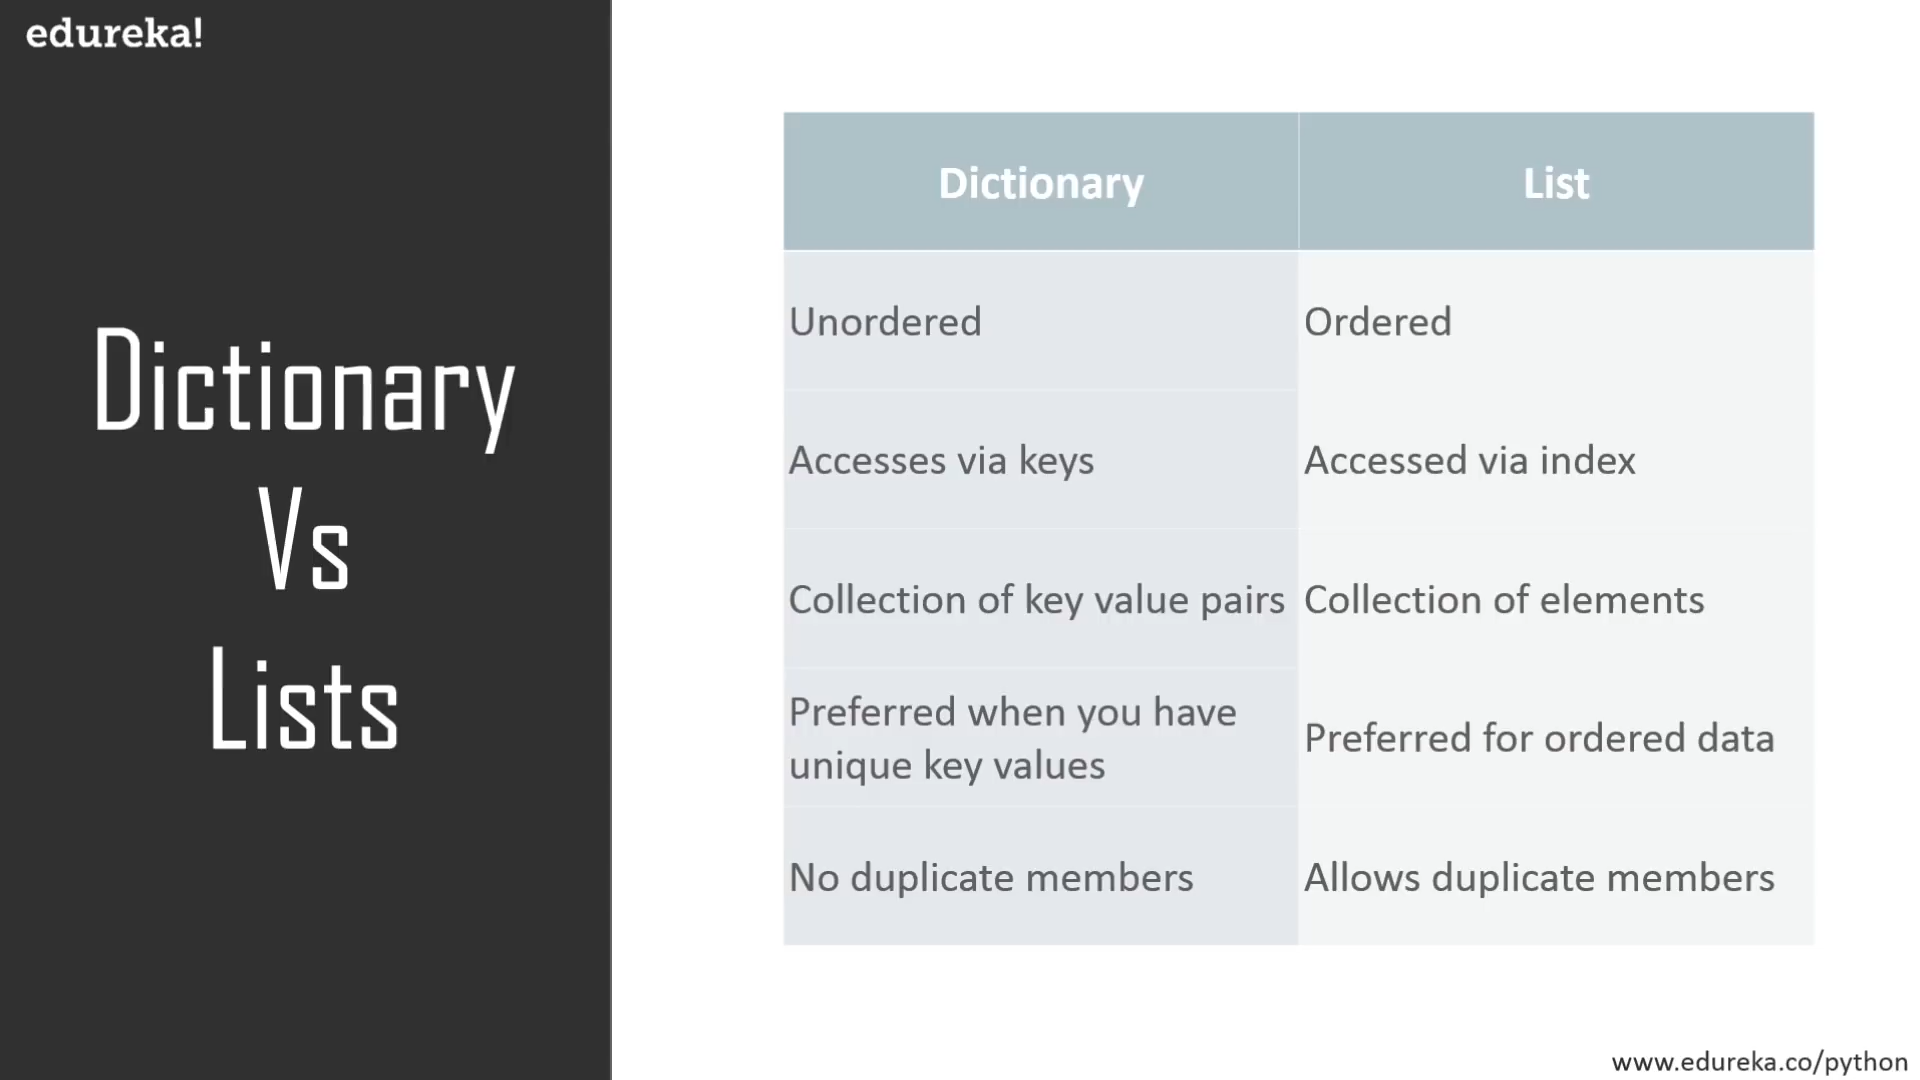 edureka!
Dictionary
Vs
Lists
Dictionary
List
Unordered
Ordered
Accesses via keys
Accessed via index
Collection of key value pairs
Collection of elements
Preferred when you have
unique key values
Preferred for ordered data
No duplicate members
Allows duplicate members
www.edureka.co/python